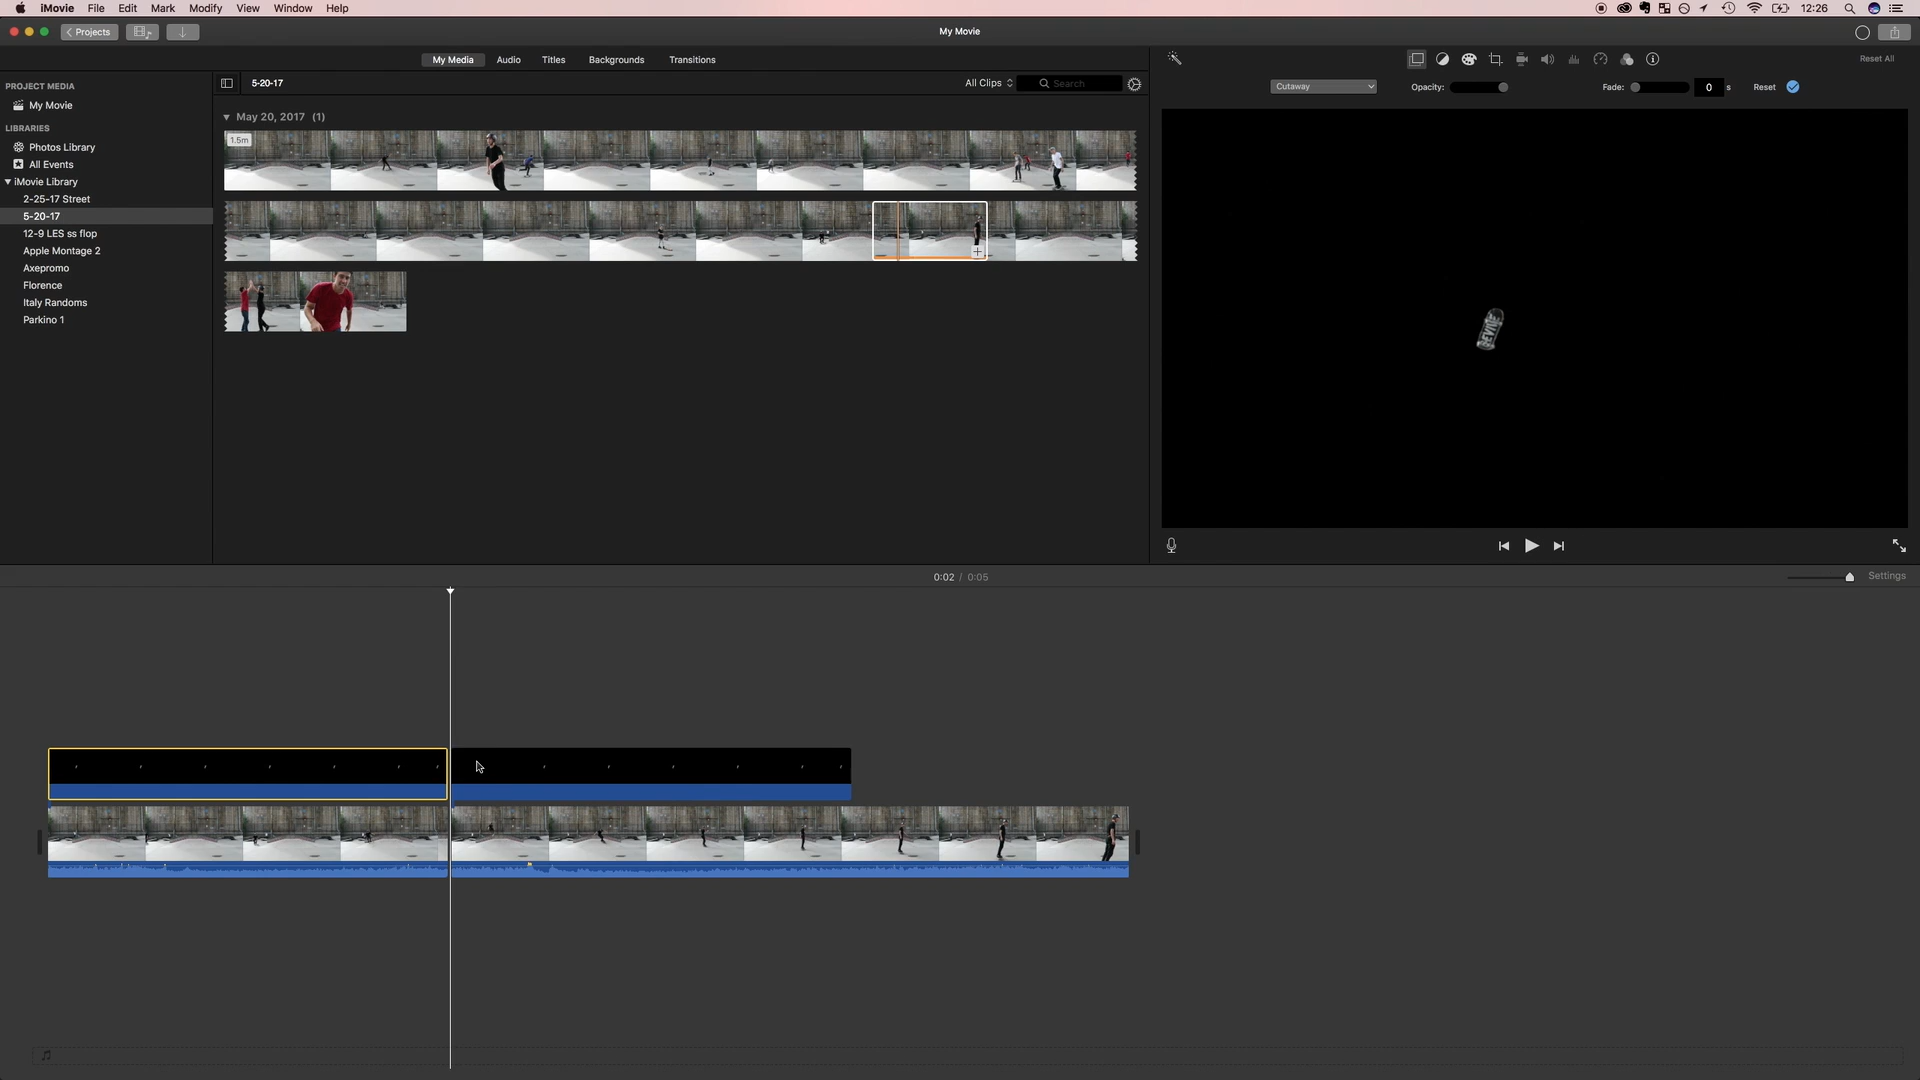 iMovie File Edit Mark Modify View Window Help 12:26
Projects My Movie
My Media Audio Titles Backgrounds Transitions Reset All
PROJECT MEDIA
My Movie
LIBRARIES
Photos Library
All Events
iMovie Library
2-25-17 Street
5-20-17
12-9 LES ss flop
Apple Montage 2
Axepromo
Florence
Italy Randoms
Parkino 1
5-20-17 All Clips Search
May 20, 2017 (1)
1.5m
Cutaway Opacity: Fade: 0 s Reset
0:02 / 0:05 Settings